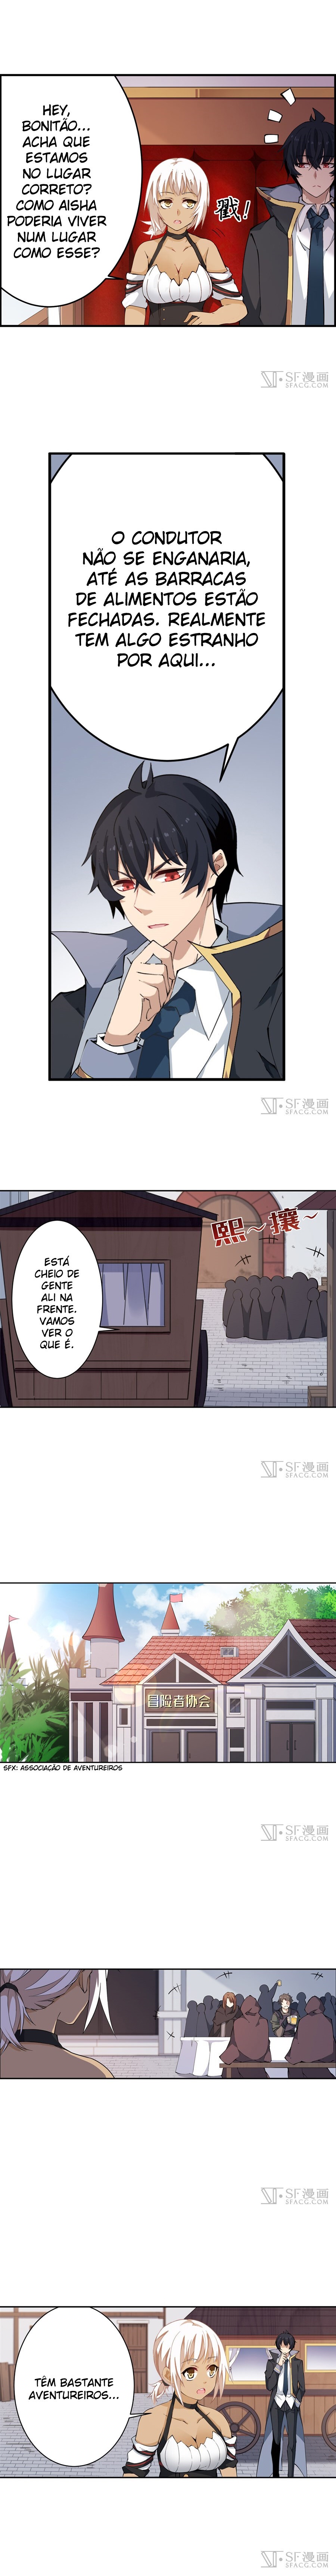 HEY,
BONITÃO...
ACHA QUE
ESTAMOS
NO LUGAR
CORRETO?
COMO AISHA
PODERIA VIVER
NUM LUGAR
COMO ESSE?
戳!
SF漫画
SFACG.COM
O CONDUTOR
NÃO SE ENGANARIA,
ATÉ AS BARRACAS
DE ALIMENTOS ESTÃO
FECHADAS. REALMENTE
TEM ALGO ESTRANHO
POR AQUI...
SF漫画
SFACG.COM
熙~攘~
ESTÁ
CHEIO DE
GENTE
ALI NA
FRENTE.
VAMOS
VER O
QUE É.
SF漫画
SFACG.COM
冒险者协会
SFX: ASSOCIAÇÃO DE AVENTUREIROS
SF漫画
SFACG.COM
SF漫画
SFACG.COM
TÊM BASTANTE
AVENTUREIROS...
SF漫画
SFACG.COM